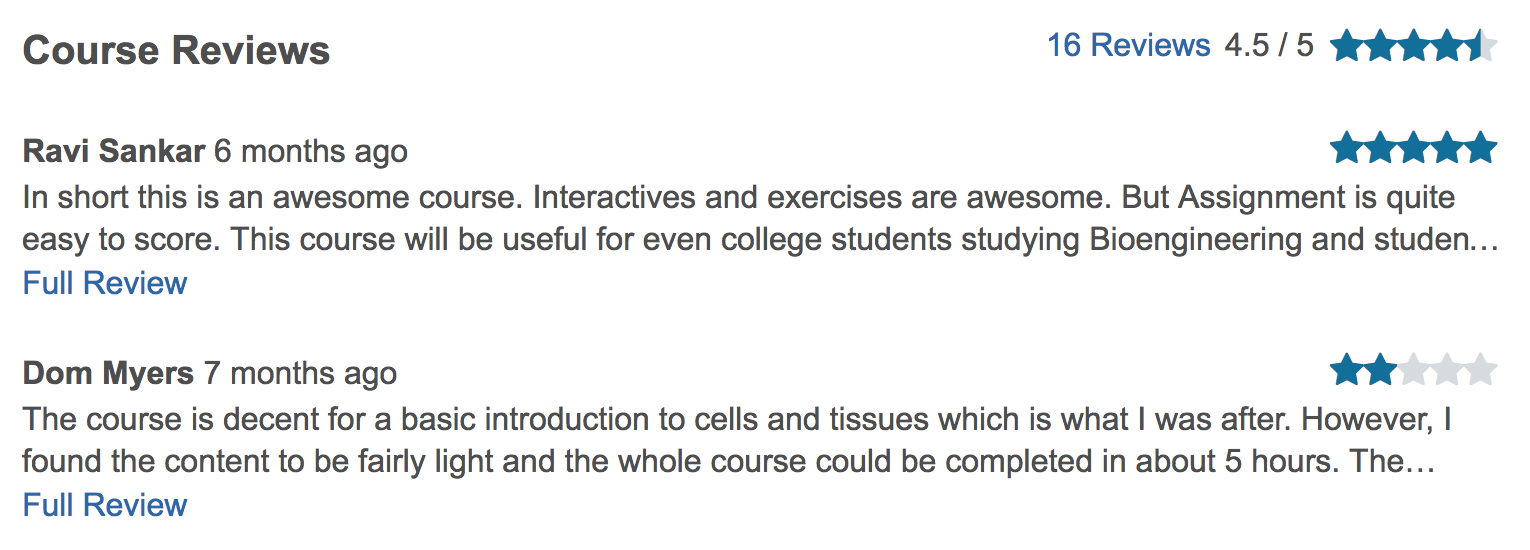 Course Reviews
16 Reviews 4.5 / 5
Ravi Sankar 6 months ago
In short this is an awesome course. Interactives and exercises are awesome. But Assignment is quite
easy to score. This course will be useful for even college students studying Bioengineering and studen…
Full Review
Dom Myers 7 months ago
The course is decent for a basic introduction to cells and tissues which is what I was after. However, I
found the content to be fairly light and the whole course could be completed in about 5 hours. The…
Full Review